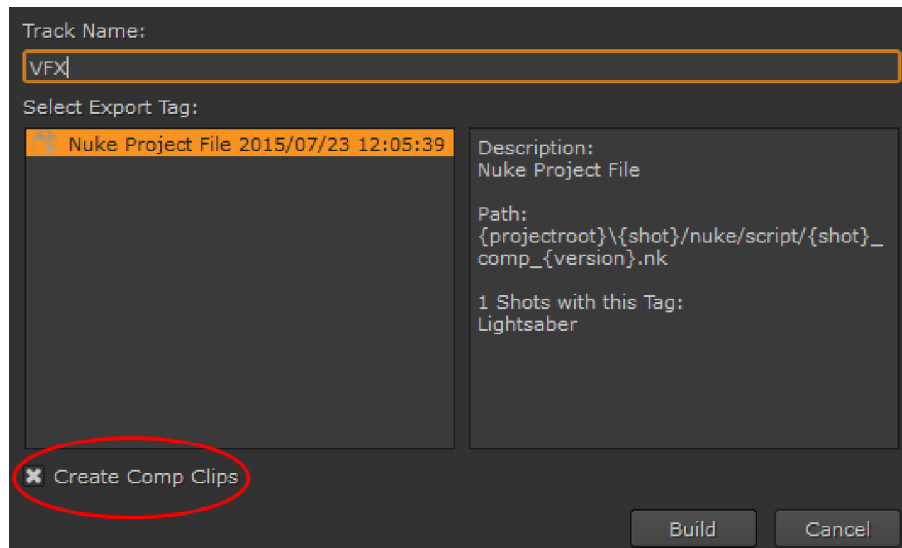 Track Name:
VFX
Select Export Tag:
Nuke Project File 2015/07/23 12:05:39
Description:
Nuke Project File
Path:
{projectroot}\{shot}/nuke/script/{shot}_
comp_{version}.nk
1 Shots with this Tag:
Lightsaber
Create Comp Clips
Build
Cancel